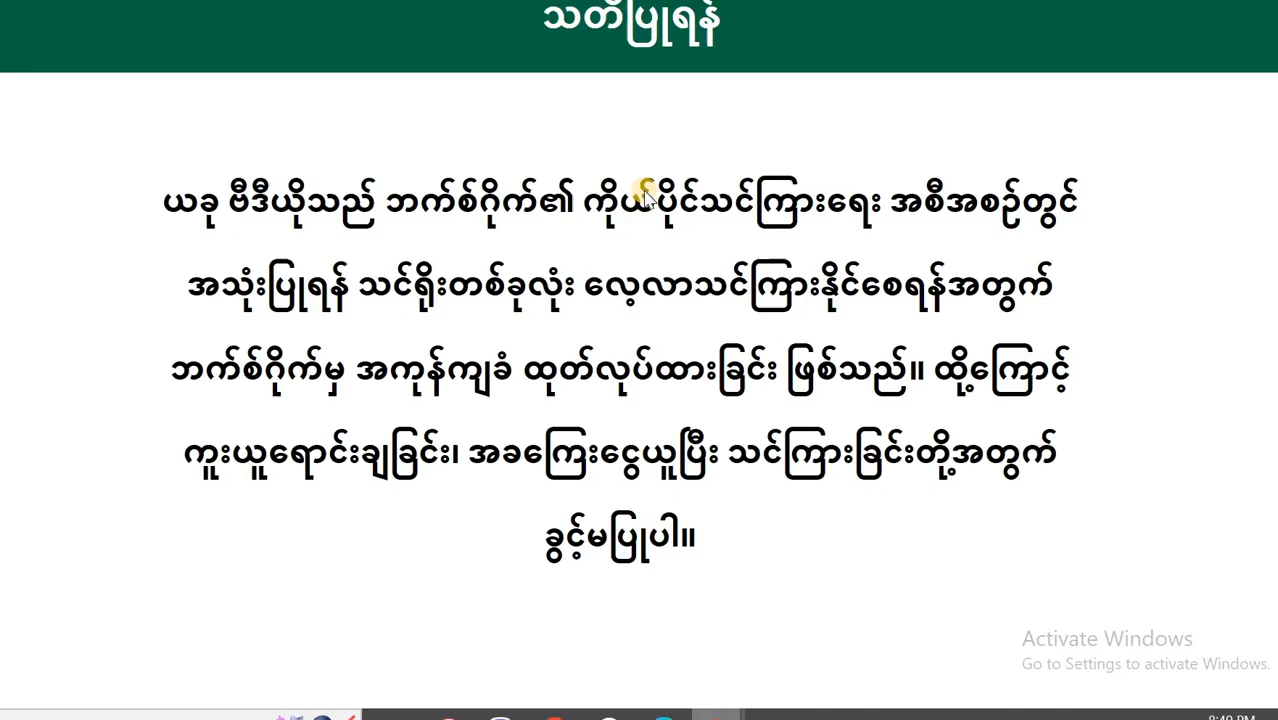 သတိပြုရန်
ယခု ဗီဒီယိုသည် ဘက်စ်ဂိုက်၏ ကိုယ်ပိုင်သင်ကြားရေး အစီအစဉ်တွင်
အသုံးပြုရန် သင်ရိုးတစ်ခုလုံး လေ့လာသင်ကြားနိုင်စေရန်အတွက်
ဘက်စ်ဂိုက်မှ အကုန်ကျခံ ထုတ်လုပ်ထားခြင်း ဖြစ်သည်။ ထို့ကြောင့်
ကူးယူရောင်းချခြင်း၊ အခကြေးငွေယူပြီး သင်ကြားခြင်းတို့အတွက်
ခွင့်မပြုပါ။
Activate Windows
Go to Settings to activate Windows.